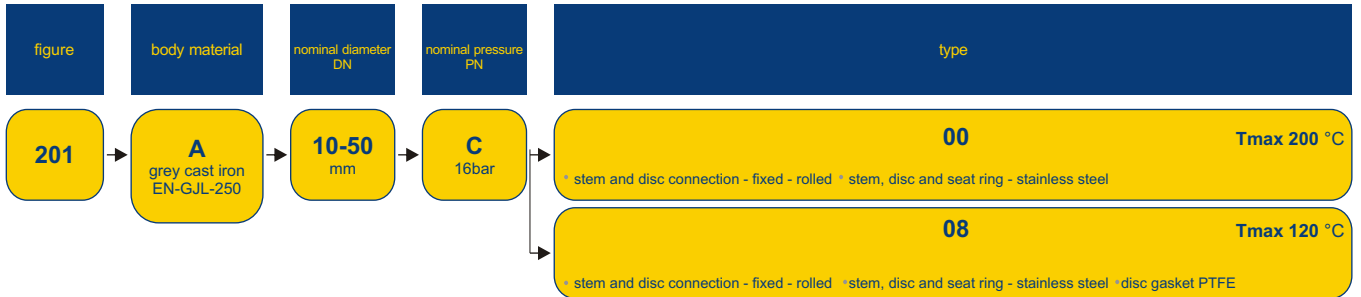 figure
body material
nominal diameter
DN
nominal pressure
PN
type
201
A
grey cast iron
EN-GJL-250
10-50
mm
C
16bar
00
Tmax 200 °C
• stem and disc connection - fixed - rolled • stem, disc and seat ring - stainless steel
08
Tmax 120 °C
• stem and disc connection - fixed - rolled • stem, disc and seat ring - stainless steel • disc gasket PTFE